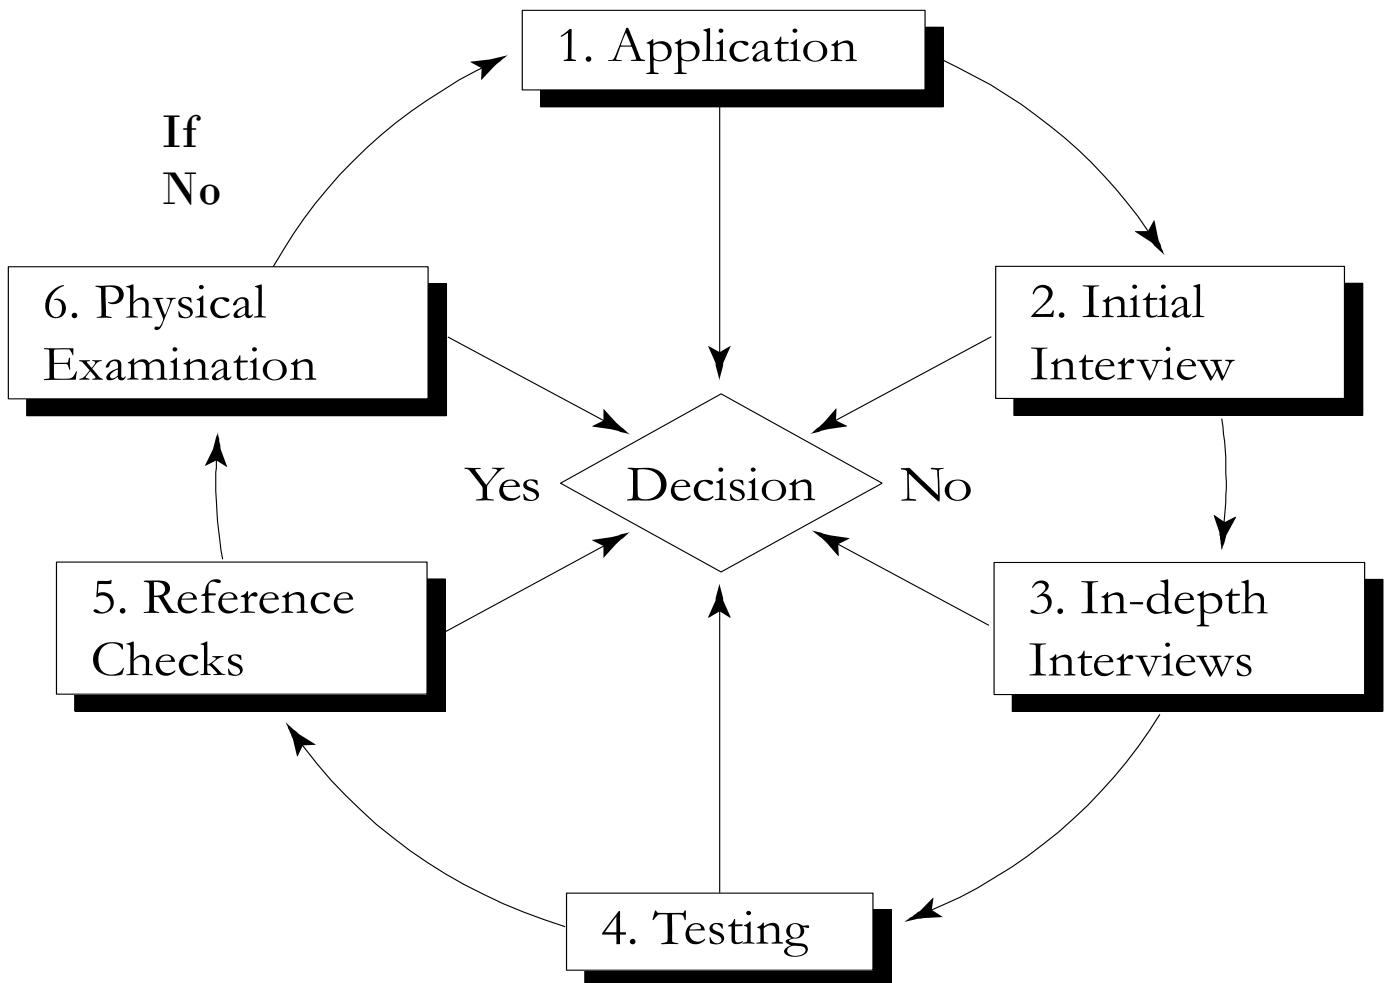 1. Application
If
No
6. Physical
Examination
2. Initial
Interview
Yes
Decision
No
5. Reference
Checks
3. In-depth
Interviews
4. Testing